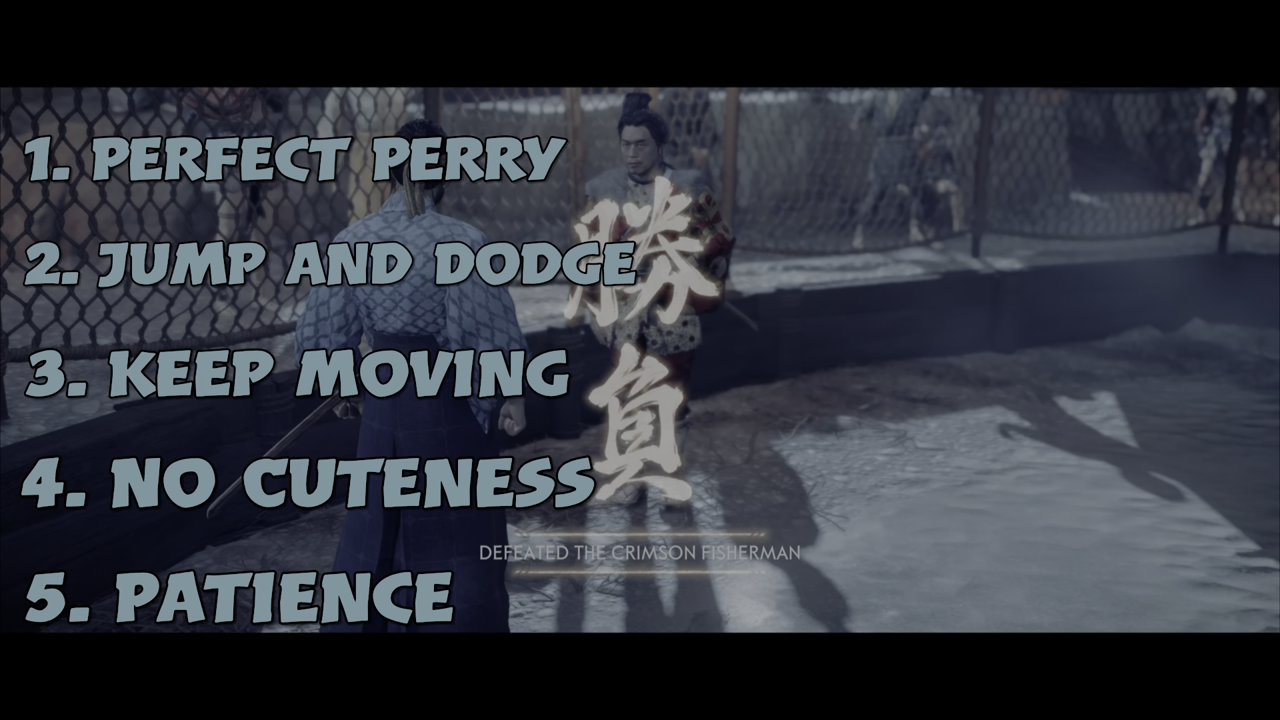 1. PERFECT PERRY
2. JUMP AND DODGE
3. KEEP MOVING
4. NO CUTENESS
5. PATIENCE
勝
負
DEFEATED THE CRIMSON FISHERMAN